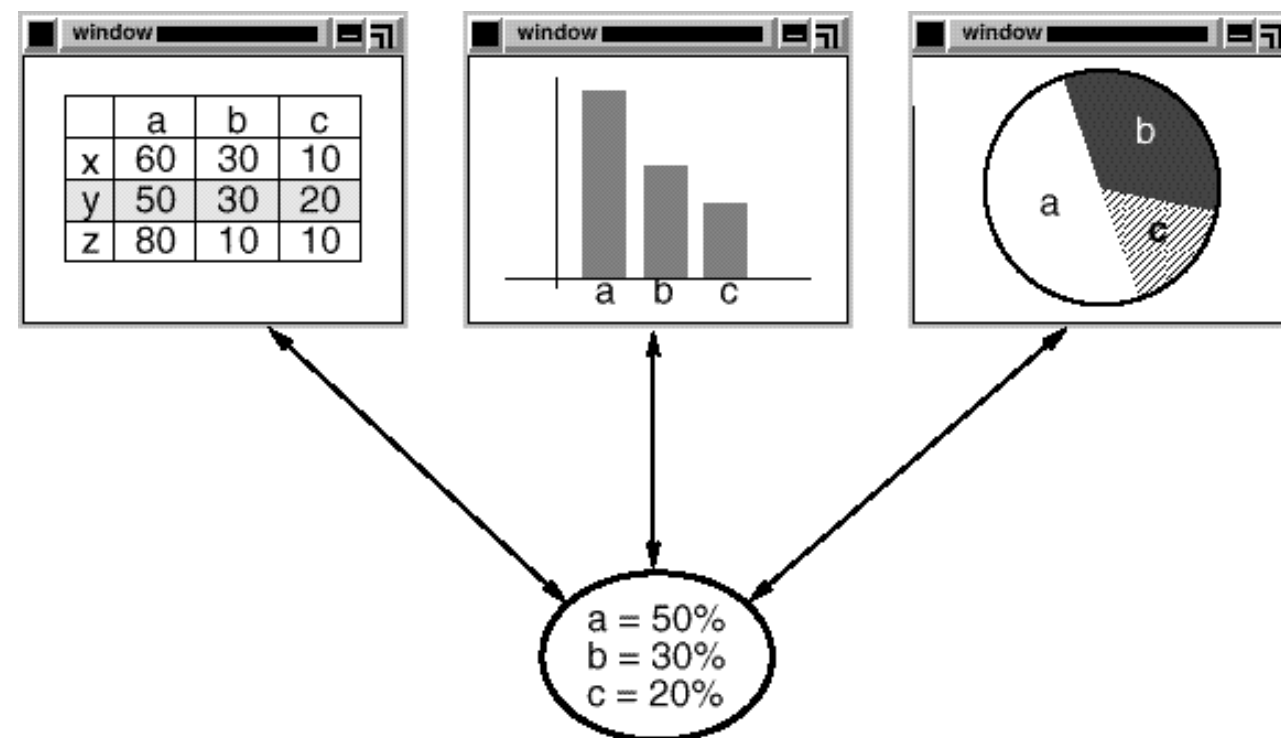 window
a b c
x 60 30 10
y 50 30 20
z 80 10 10
window
a b c
window
a
b
c
a = 50%
b = 30%
c = 20%